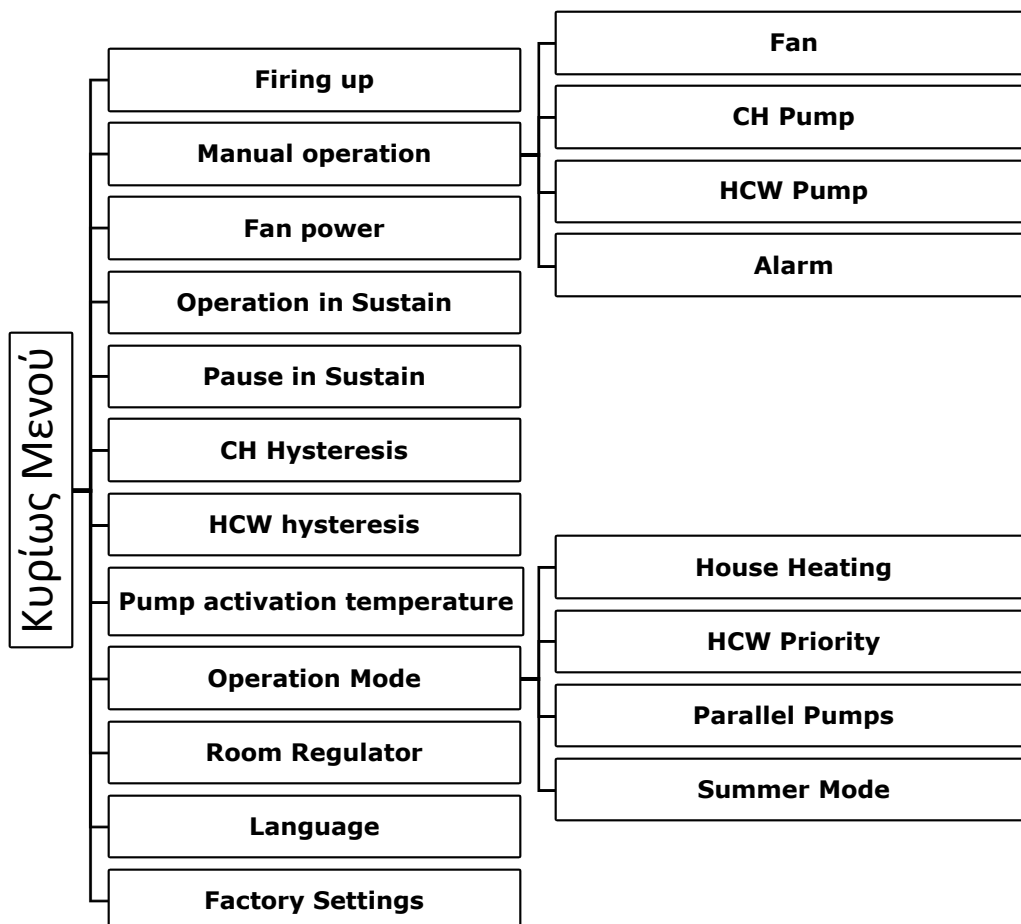 Κυρίως Μενού
Firing up
Manual operation
Fan
CH Pump
HCW Pump
Alarm
Fan power
Operation in Sustain
Pause in Sustain
CH Hysteresis
HCW hysteresis
Pump activation temperature
Operation Mode
House Heating
HCW Priority
Parallel Pumps
Summer Mode
Room Regulator
Language
Factory Settings